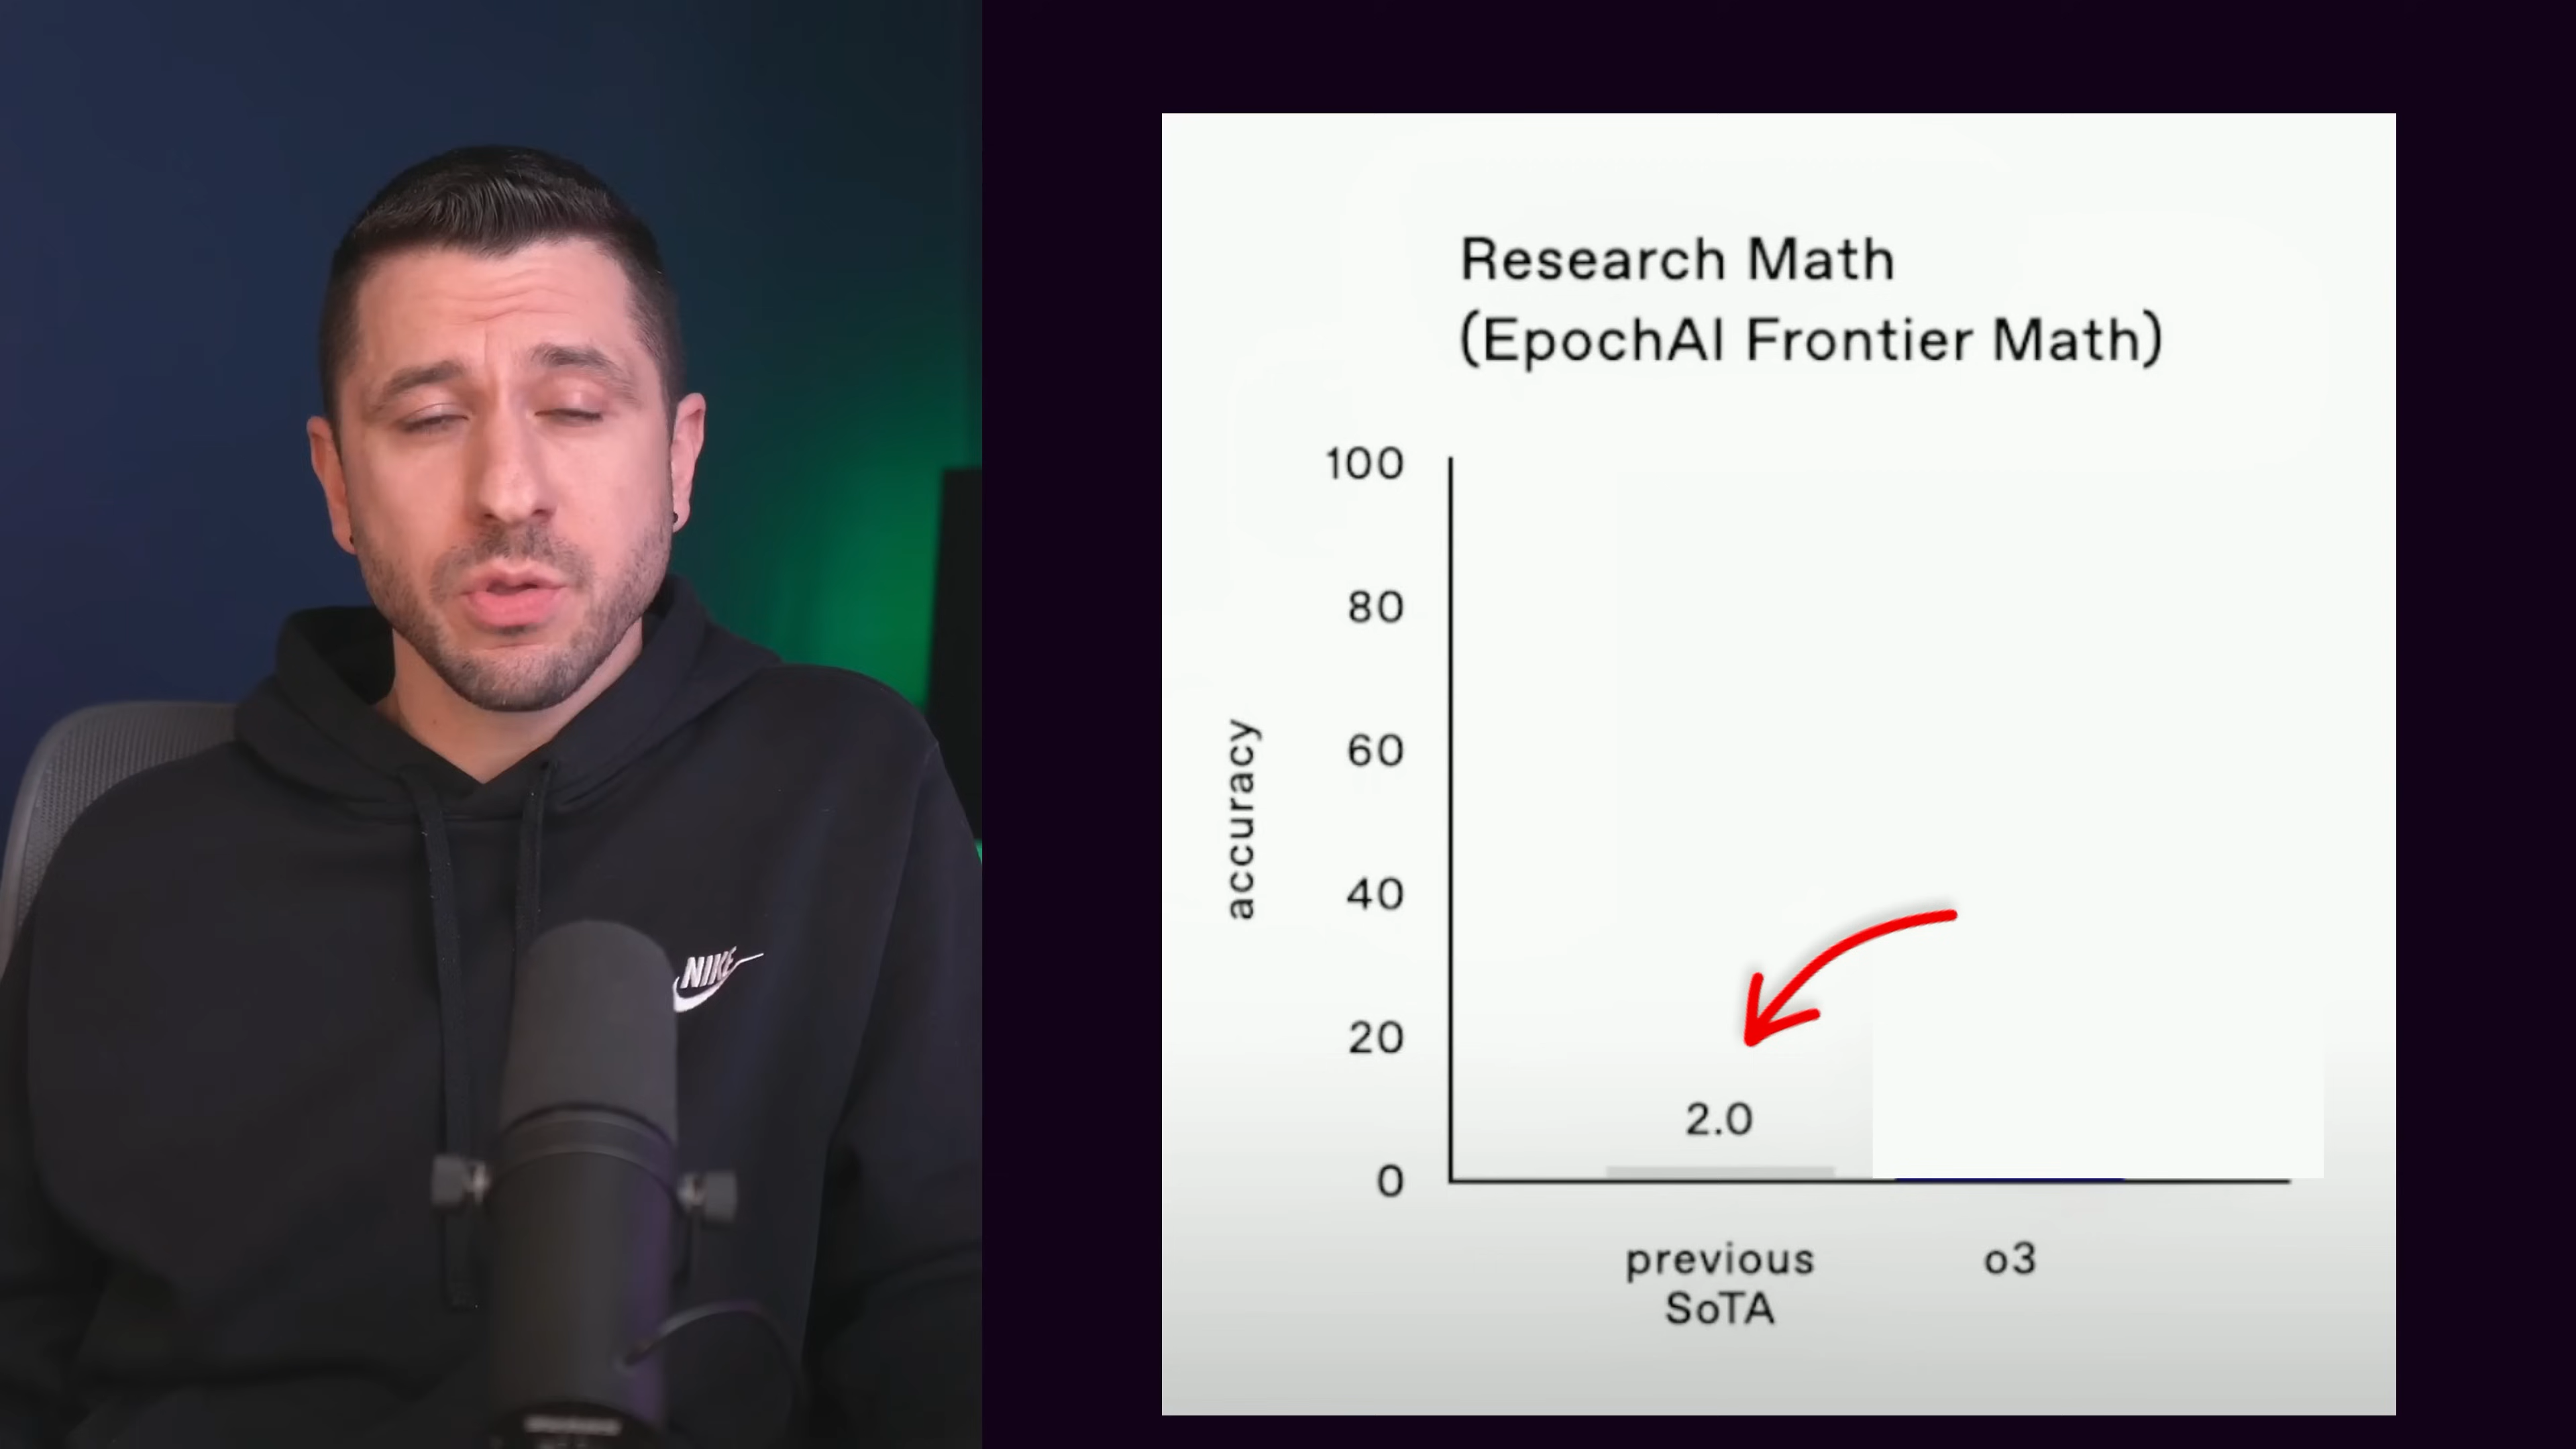 NIKE
Research Math
(EpochAI Frontier Math)
accuracy
100
80
60
40
20
0
2.0
previous
SoTA
o3